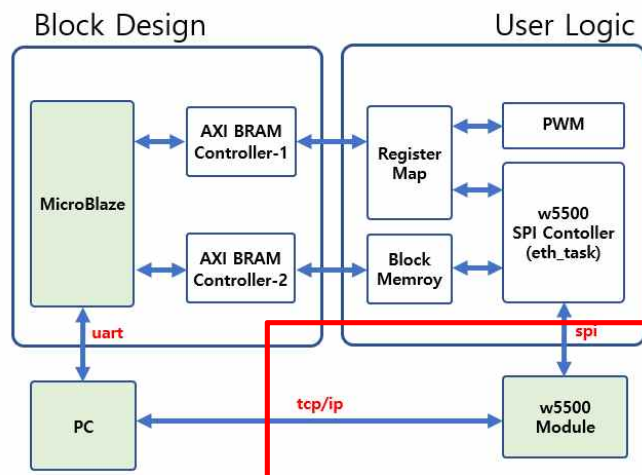 Block Design
User Logic
MicroBlaze
AXI BRAM
Controller-1
AXI BRAM
Controller-2
Register
Map
Block
Memroy
PWM
w5500
SPI Contoller
(eth_task)
uart
spi
PC
tcp/ip
w5500
Module